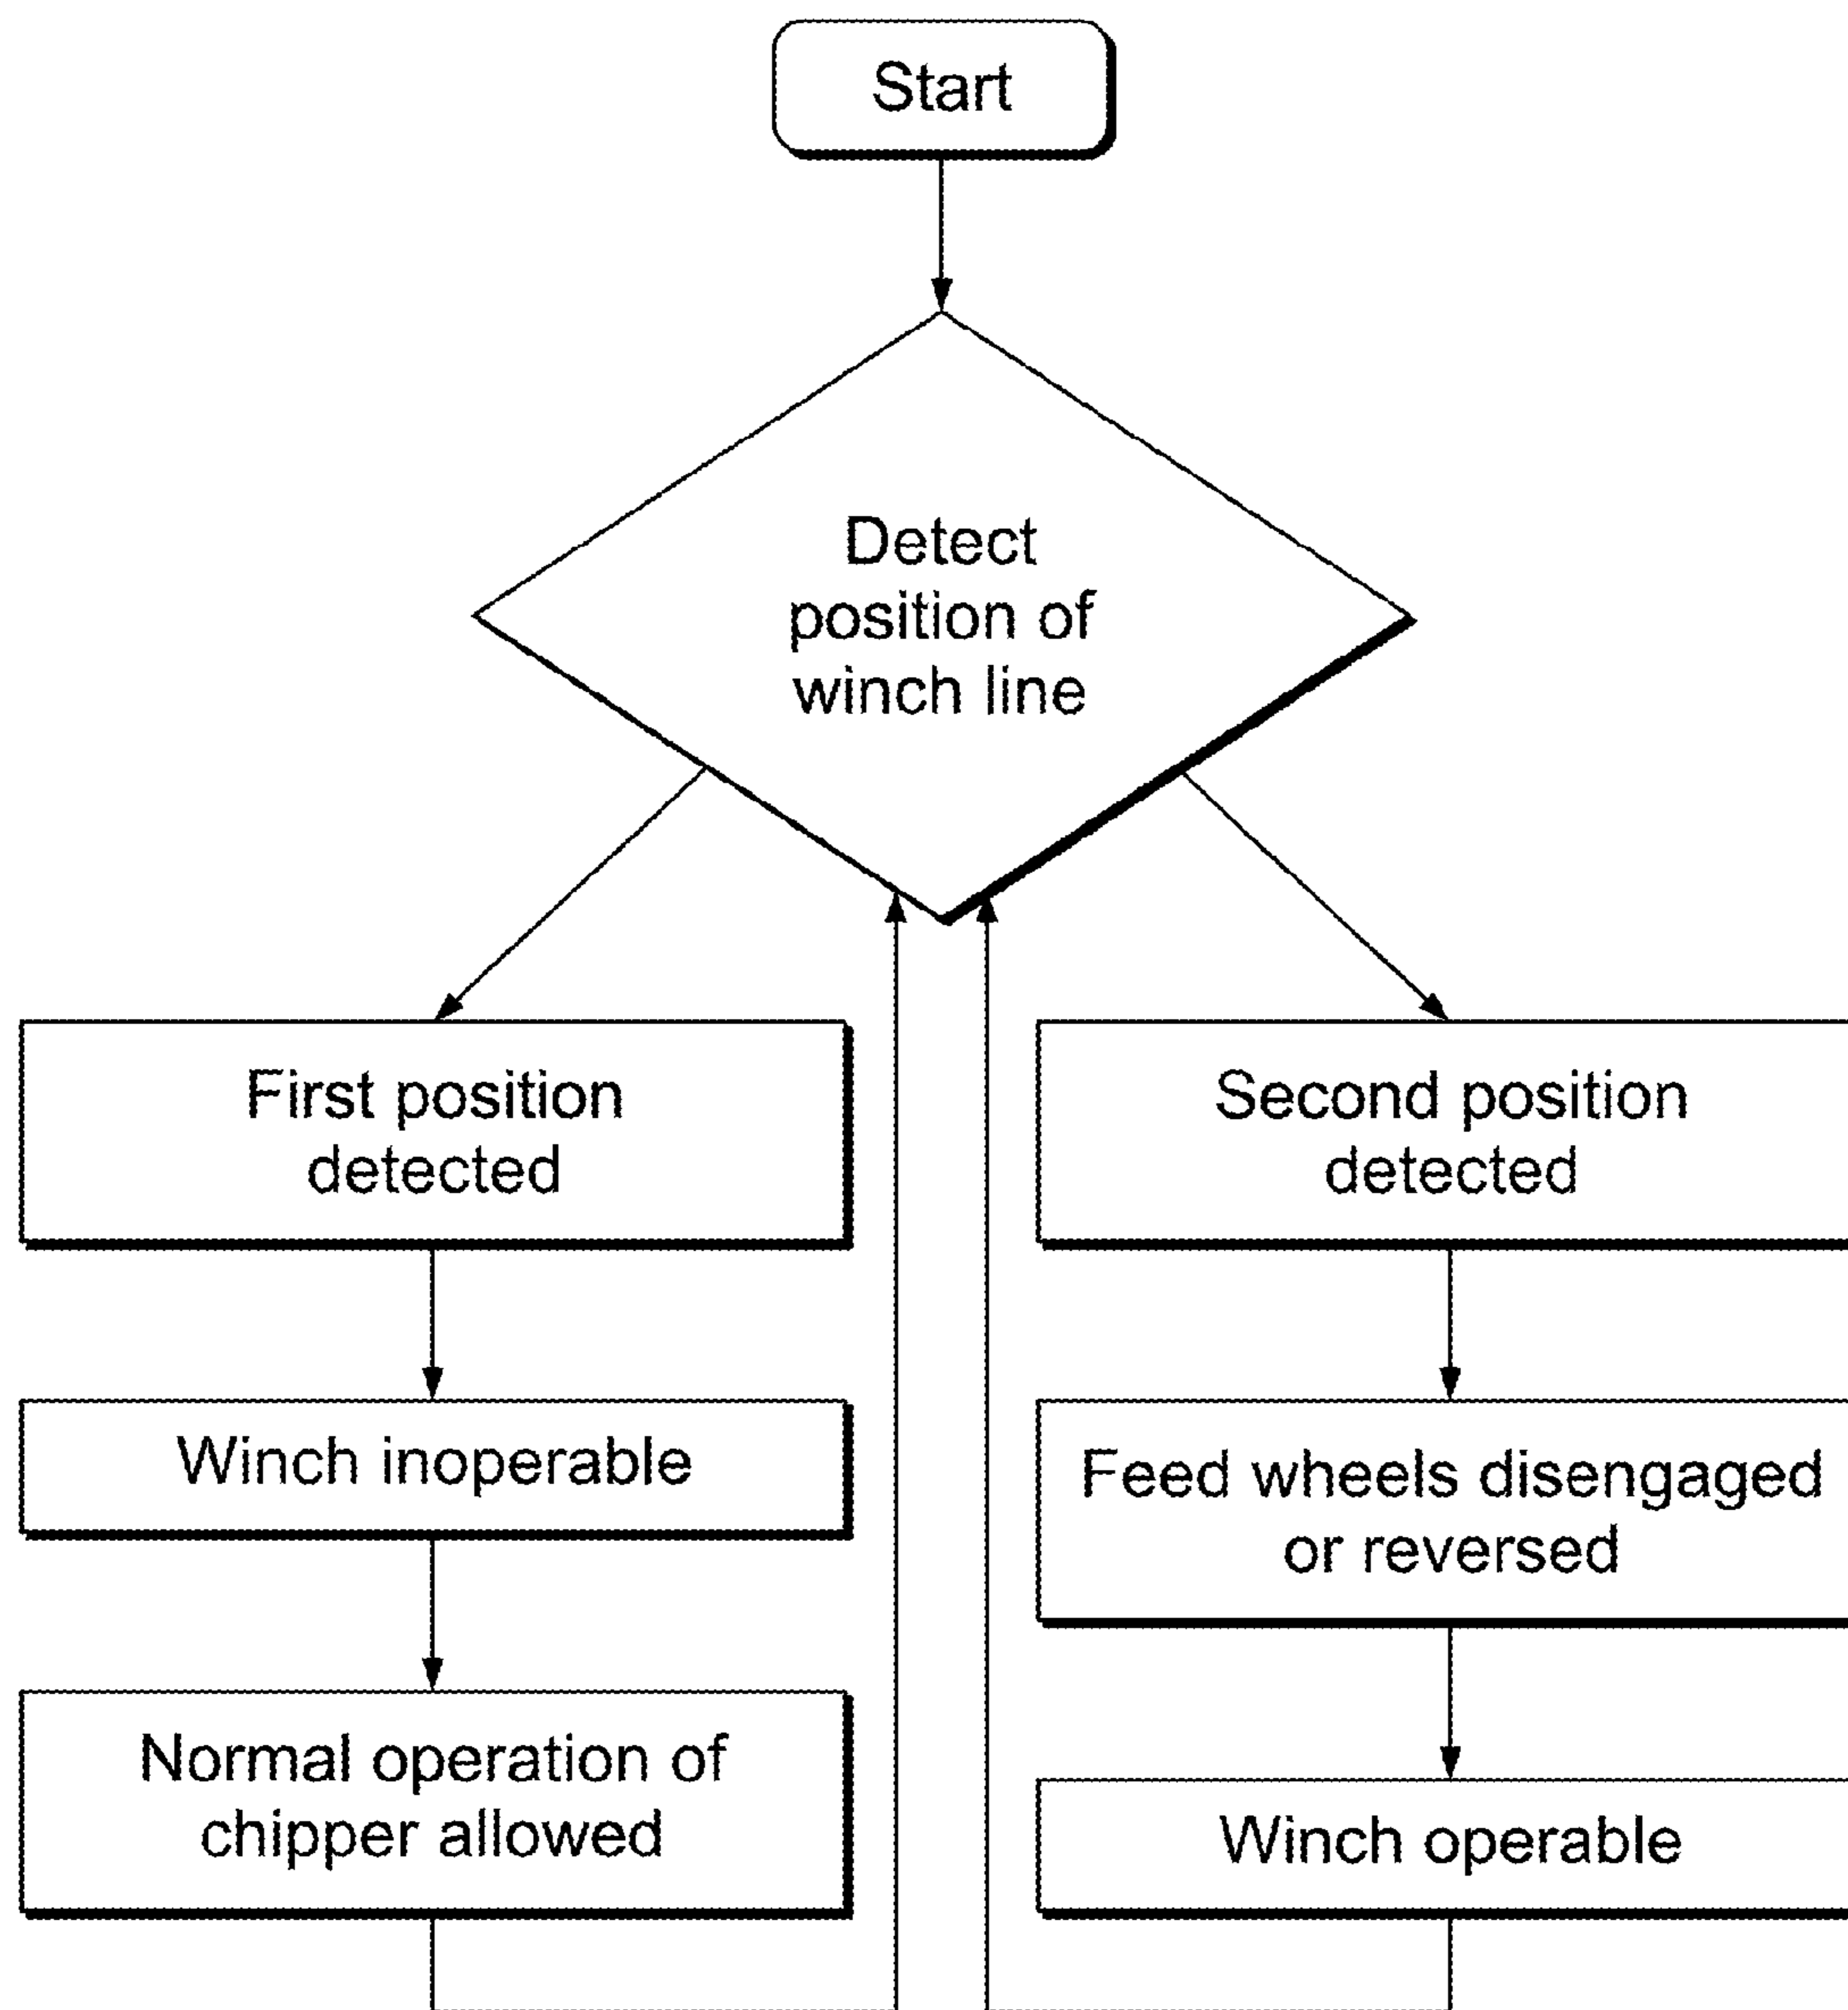 Start
Detect
position of
winch line
First position
detected
Second position
detected
Winch inoperable
Feed wheels disengaged
or reversed
Normal operation of
chipper allowed
Winch operable